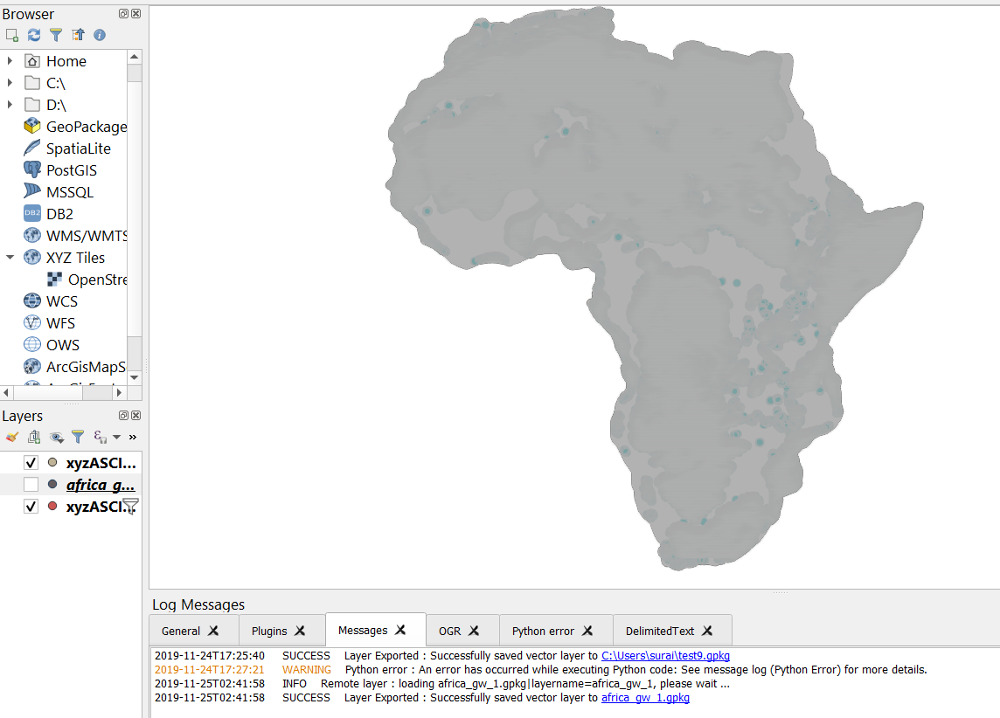 Browser
Home
C:\
D:\
GeoPackage
SpatiaLite
PostGIS
MSSQL
DB2
DB2
WMS/WMTS
XYZ Tiles
OpenStre
WCS
WFS
OWS
ArcGisMapS
Layers
»
xyzASCI...
africa_g...
xyzASCI...
Log Messages
General Plugins Messages OGR Python error DelimitedText
2019-11-24T17:25:40 SUCCESS Layer Exported : Successfully saved vector layer to C:\Users\surai\test9.gpkg
2019-11-24T17:27:21 WARNING Python error : An error has occurred while executing Python code: See message log (Python Error) for more details.
2019-11-25T02:41:58 INFO Remote layer : loading africa_gw_1.gpkg|layername=africa_gw_1, please wait ...
2019-11-25T02:41:58 SUCCESS Layer Exported : Successfully saved vector layer to africa_gw_1.gpkg